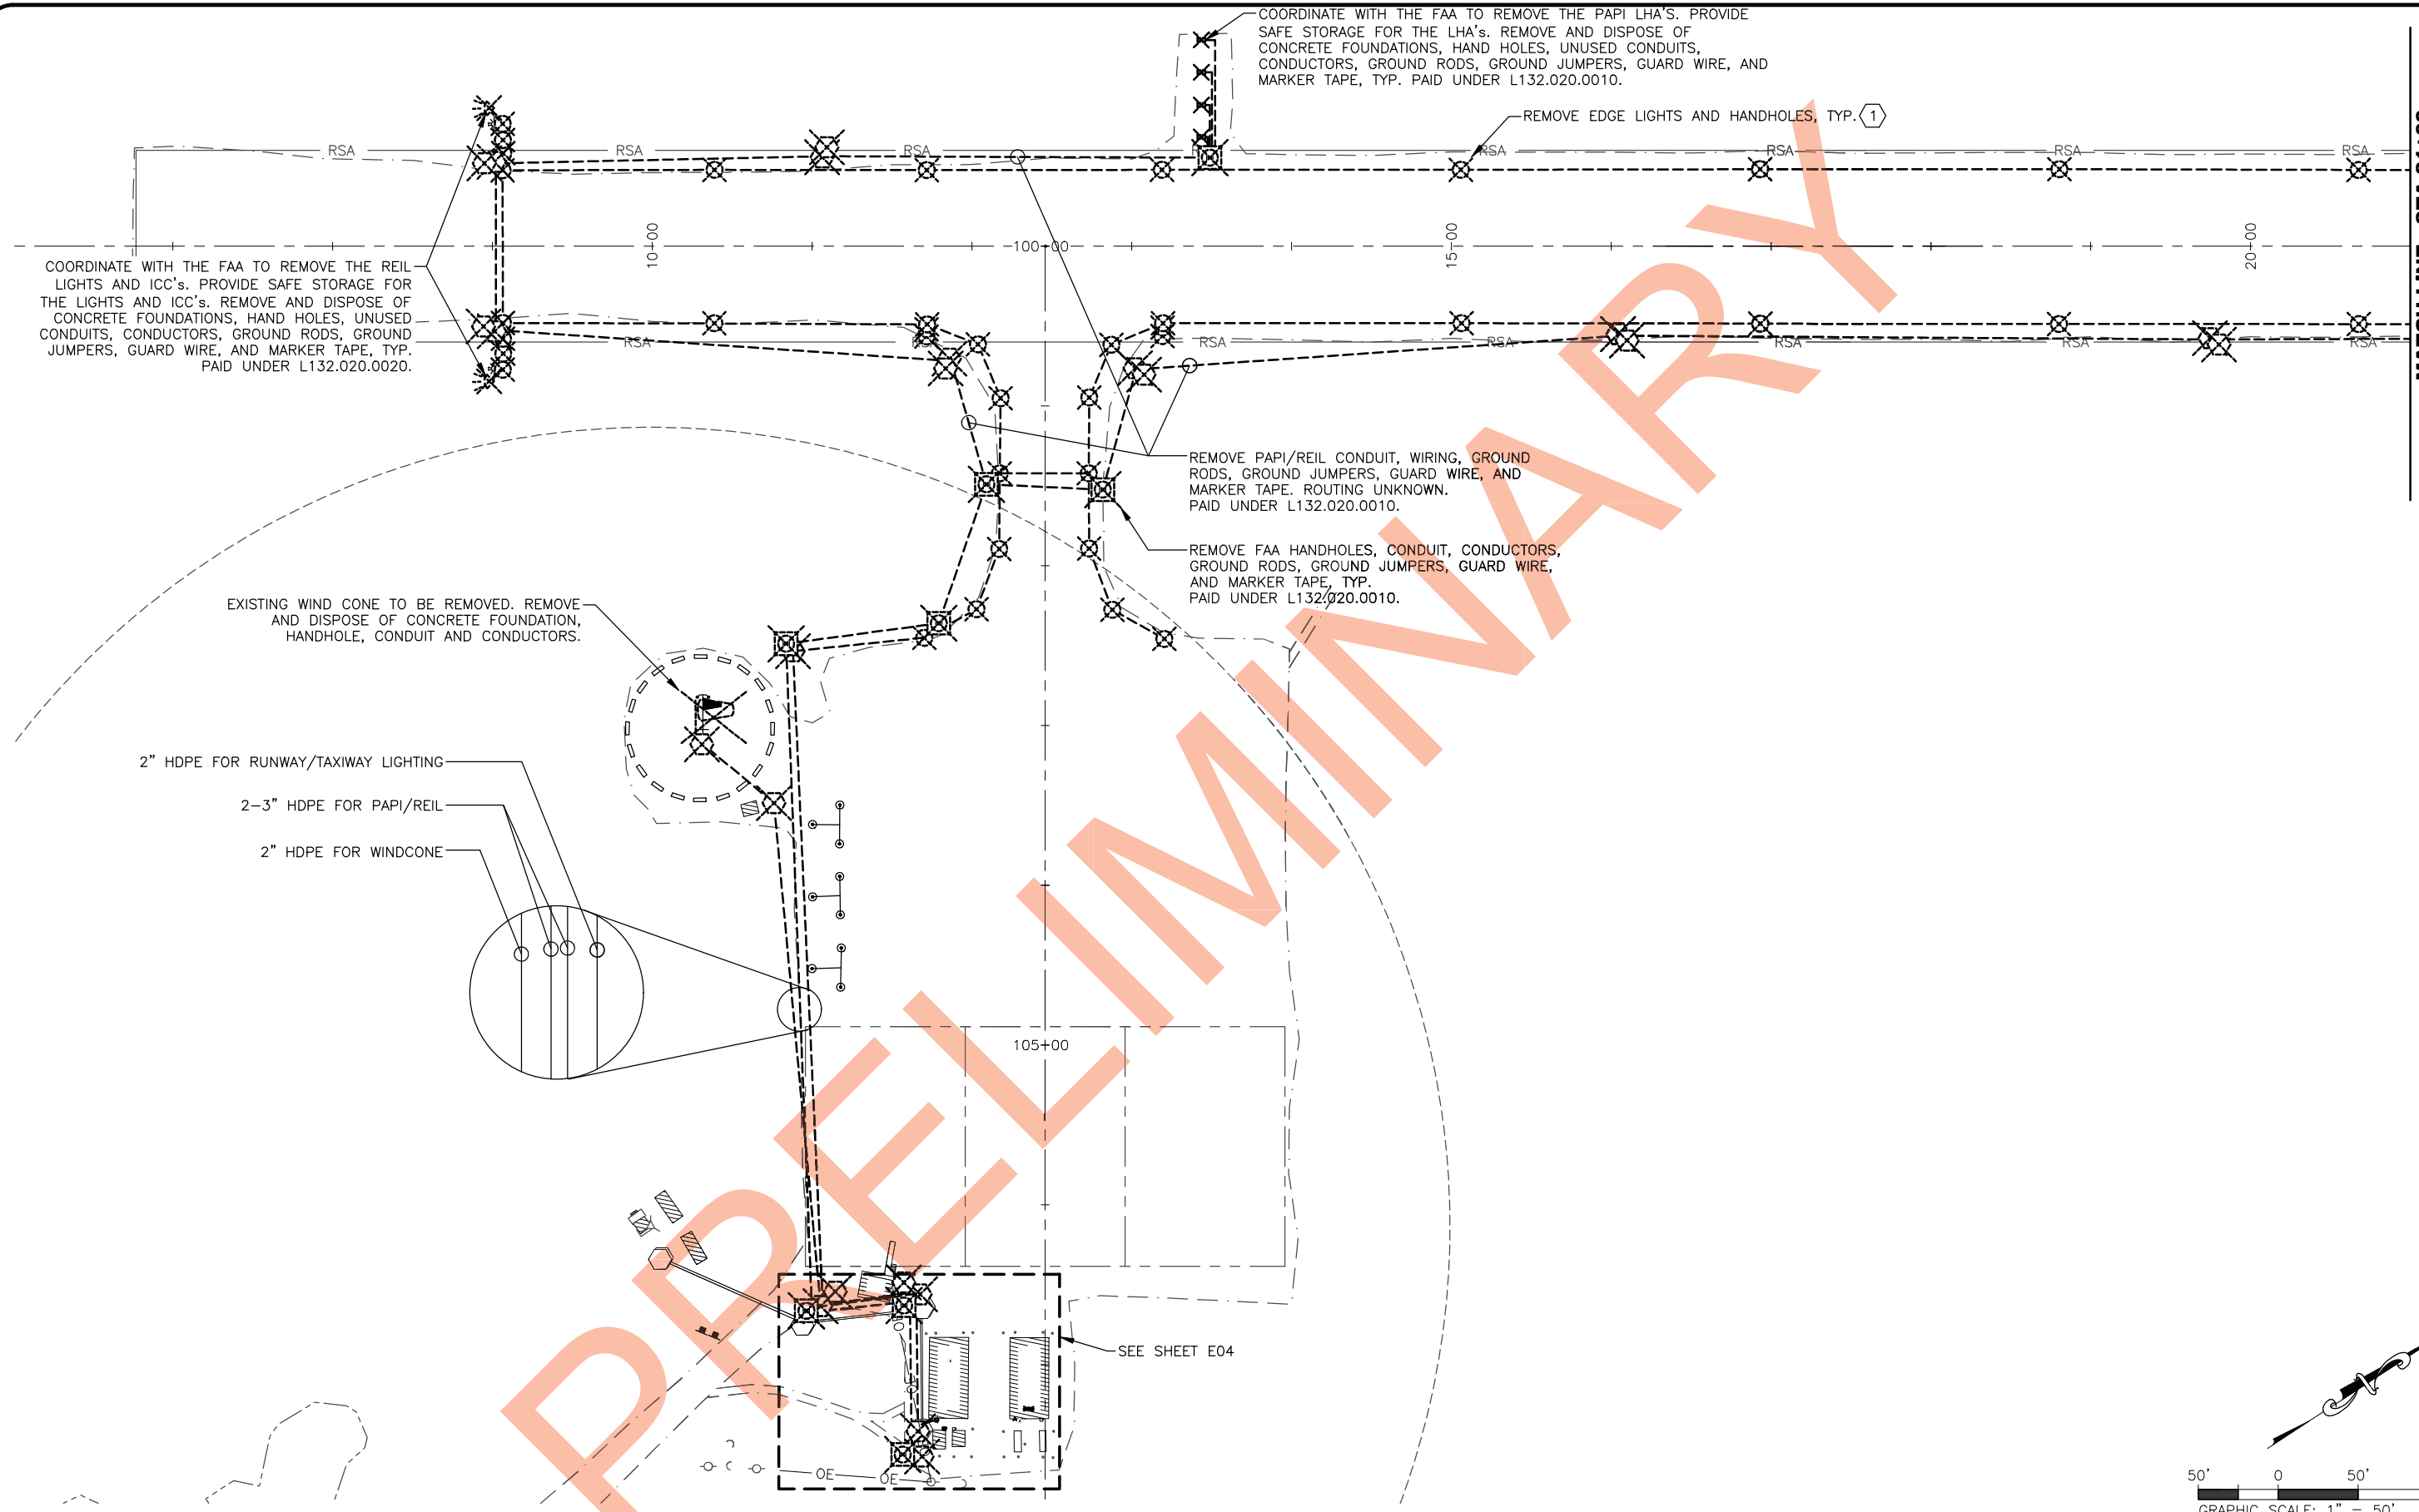 COORDINATE WITH THE FAA TO REMOVE THE PAPI LHA'S. PROVIDE
SAFE STORAGE FOR THE LHA's. REMOVE AND DISPOSE OF
CONCRETE FOUNDATIONS, HAND HOLES, UNUSED CONDUITS,
CONDUCTORS, GROUND RODS, GROUND JUMPERS, GUARD WIRE, AND
MARKER TAPE, TYP. PAID UNDER L132.020.0010.
REMOVE EDGE LIGHTS AND HANDHOLES, TYP. 1
RSA RSA RSA RSA RSA RSA RSA
10+00 100+00 15+00 20+00
COORDINATE WITH THE FAA TO REMOVE THE REIL
LIGHTS AND ICC's. PROVIDE SAFE STORAGE FOR
THE LIGHTS AND ICC's. REMOVE AND DISPOSE OF
CONCRETE FOUNDATIONS, HAND HOLES, UNUSED
CONDUITS, CONDUCTORS, GROUND RODS, GROUND
JUMPERS, GUARD WIRE, AND MARKER TAPE, TYP.
PAID UNDER L132.020.0020.
RSA RSA RSA RSA RSA RSA RSA
REMOVE PAPI/REIL CONDUIT, WIRING, GROUND
RODS, GROUND JUMPERS, GUARD WIRE, AND
MARKER TAPE. ROUTING UNKNOWN.
PAID UNDER L132.020.0010.
REMOVE FAA HANDHOLES, CONDUIT, CONDUCTORS,
GROUND RODS, GROUND JUMPERS, GUARD WIRE,
AND MARKER TAPE, TYP.
PAID UNDER L132.020.0010.
EXISTING WIND CONE TO BE REMOVED. REMOVE
AND DISPOSE OF CONCRETE FOUNDATION,
HANDHOLE, CONDUIT AND CONDUCTORS.
2" HDPE FOR RUNWAY/TAXIWAY LIGHTING
2-3" HDPE FOR PAPI/REIL
2" HDPE FOR WINDCONE
105+00
PRELIMINARY
SEE SHEET E04
OE OE
N
50' 0 50'
GRAPHIC SCALE: 1" = 50'